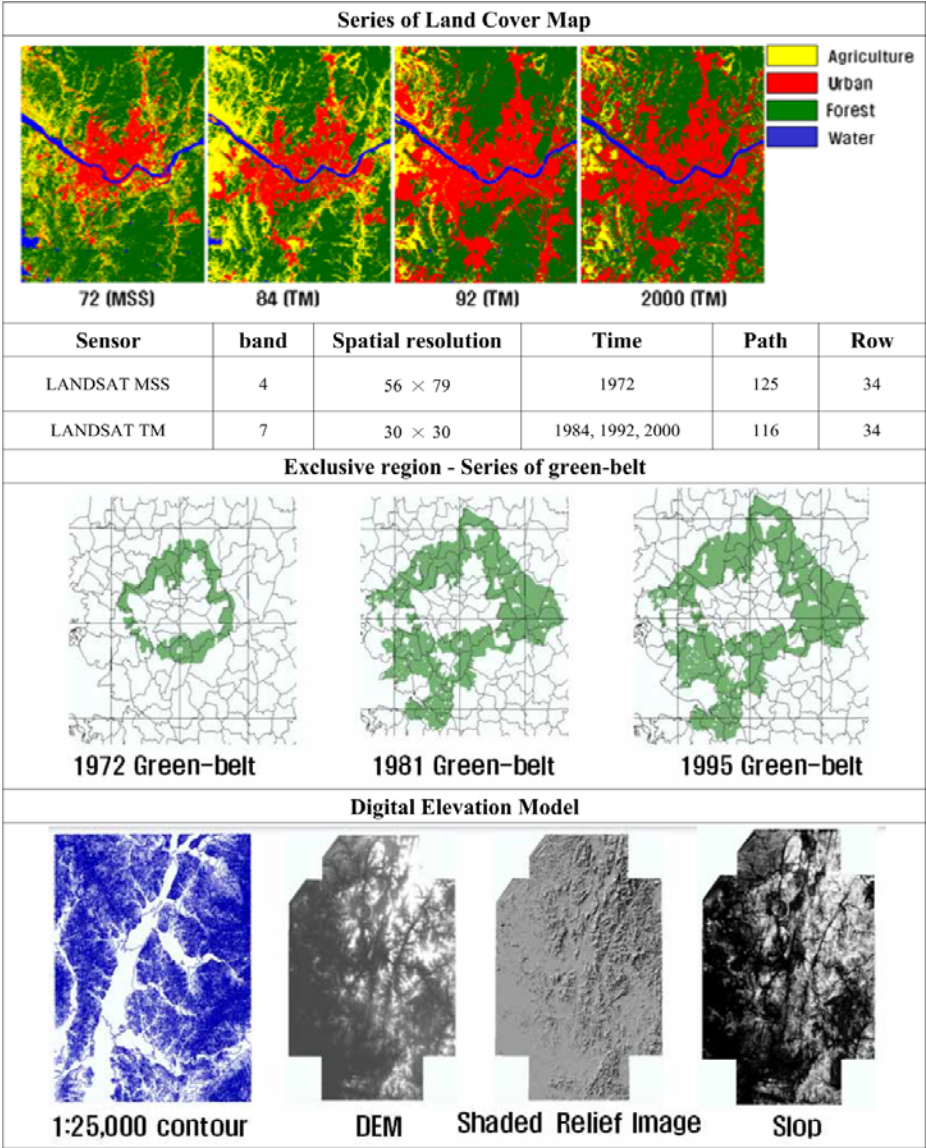 Series of Land Cover Map
Agriculture
Urban
Forest
Water
72 (MSS) 84 (TM) 92 (TM) 2000 (TM)
Sensor band Spatial resolution Time Path Row
LANDSAT MSS 4 56 × 79 1972 125 34
LANDSAT TM 7 30 × 30 1984, 1992, 2000 116 34
Exclusive region - Series of green-belt
1972 Green-belt 1981 Green-belt 1995 Green-belt
Digital Elevation Model
1:25,000 contour DEM Shaded Relief Image Slop